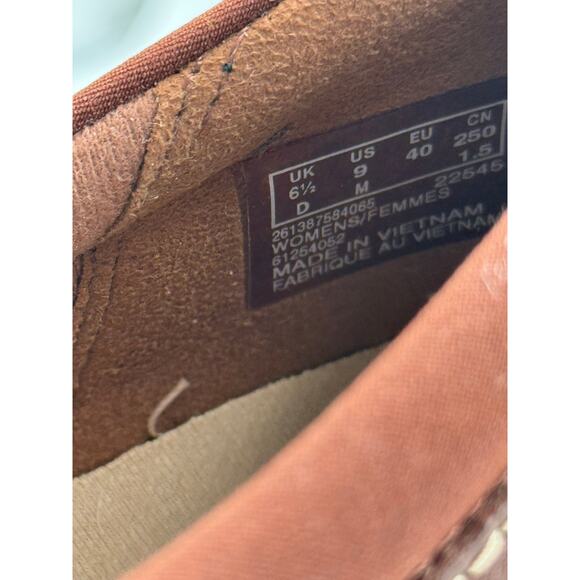 UK US EU CN
6½ 9 40 250
D M 1.5
22545
261387584065
WOMENS/FEMMES
61254052
MADE IN VIETNAM
FABRIQUE AU VIETNAM